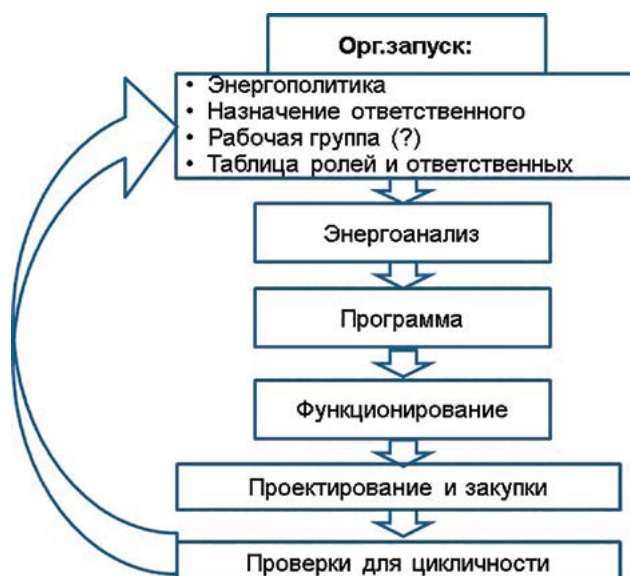 Орг.запуск:
• Энергополитика
• Назначение ответственного
• Рабочая группа (?)
• Таблица ролей и ответственных
Энергоанализ
Программа
Функционирование
Проектирование и закупки
Проверки для цикличности